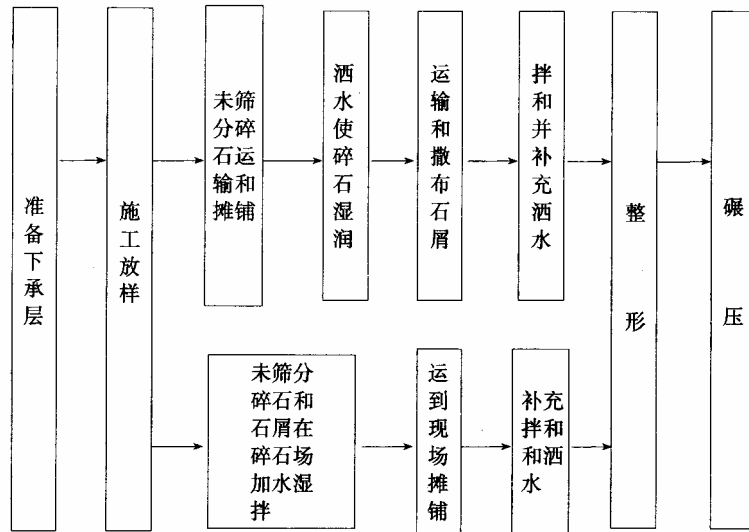 准备下承层
施工放样
未筛
分碎
石运
输和
摊铺
洒水使碎石湿润
运输和撒布石屑
拌和并补充洒水
未筛分
碎石和
石屑在
碎石场
加水湿
拌
运到现场摊铺
补充
拌和
和洒
水
整形
碾压